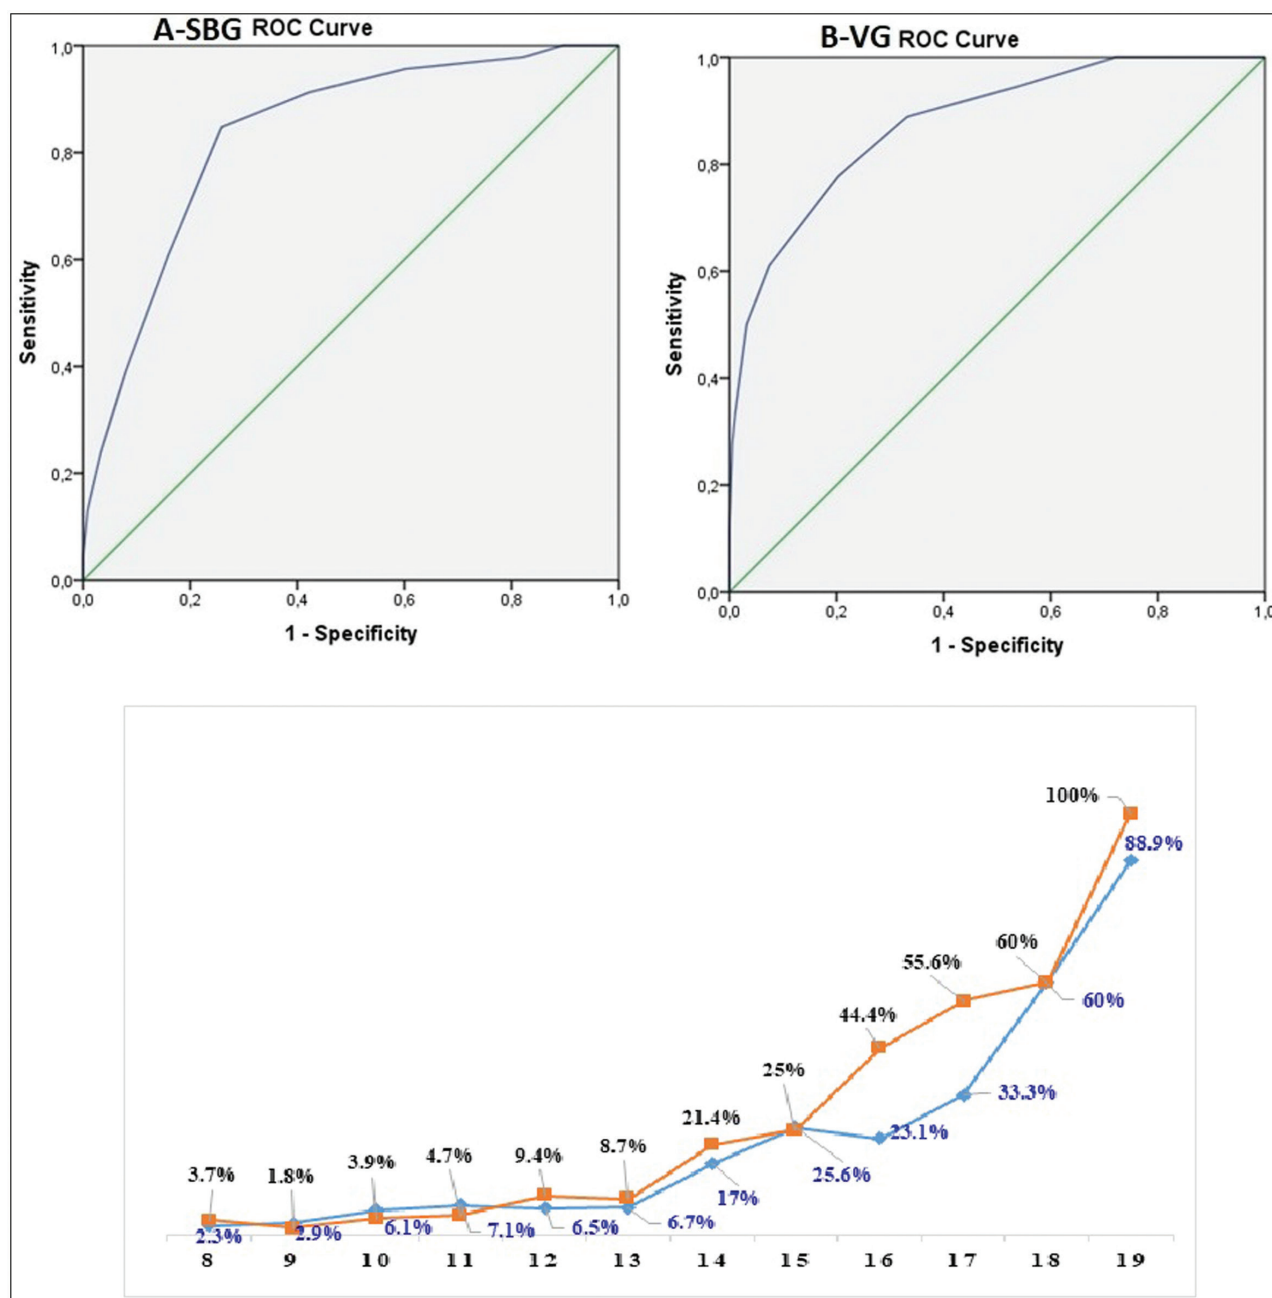 A-SBG ROC Curve
1,0
0,8
0,6
0,4
0,2
0,0
Sensitivity
0,0 0,2 0,4 0,6 0,8 1,0
1 - Specificity
B-VG ROC Curve
1,0
0,8
0,6
0,4
0,2
0,0
Sensitivity
0,0 0,2 0,4 0,6 0,8 1,0
1 - Specificity
100%
88.9%
60%
55.6%
60%
44.4%
25%
33.3%
21.4%
23.1%
3.7% 1.8% 3.9% 4.7% 9.4% 8.7%
17% 25.6%
2.3% 2.9% 6.1% 7.1% 6.5% 6.7%
8 9 10 11 12 13 14 15 16 17 18 19